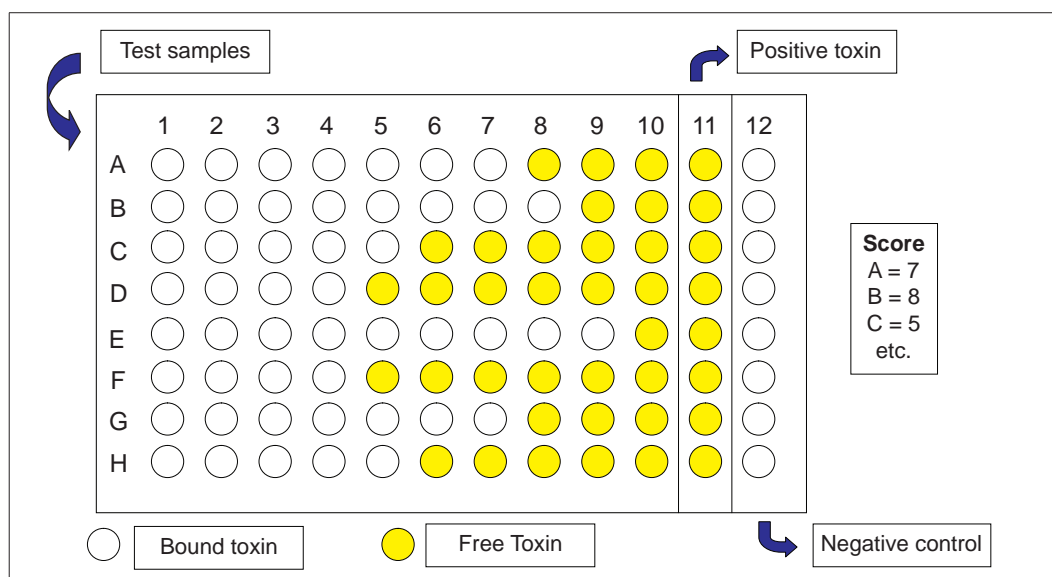 Test samples
Positive toxin
1 2 3 4 5 6 7 8 9 10 11 12
A
B
C
D
E
F
G
H
Score
A = 7
B = 8
C = 5
etc.
Bound toxin
Free Toxin
Negative control